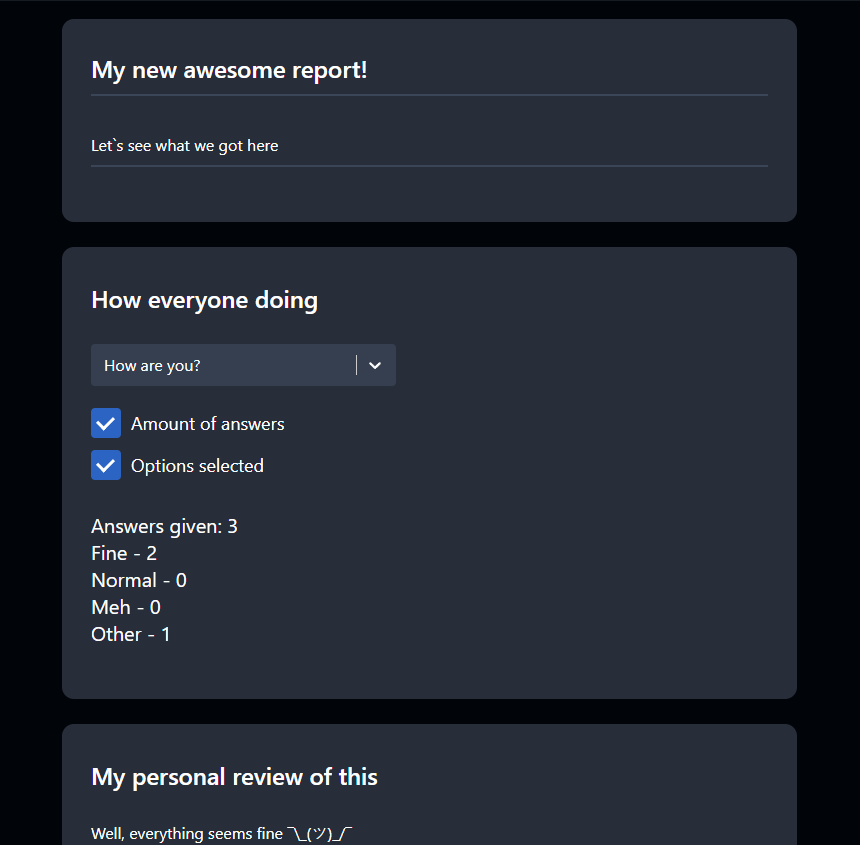 My new awesome report!
Let`s see what we got here
How everyone doing
How are you?
Amount of answers
Options selected
Answers given: 3
Fine - 2
Normal - 0
Meh - 0
Other - 1
My personal review of this
Well, everything seems fine ¯\_(ツ)_/¯